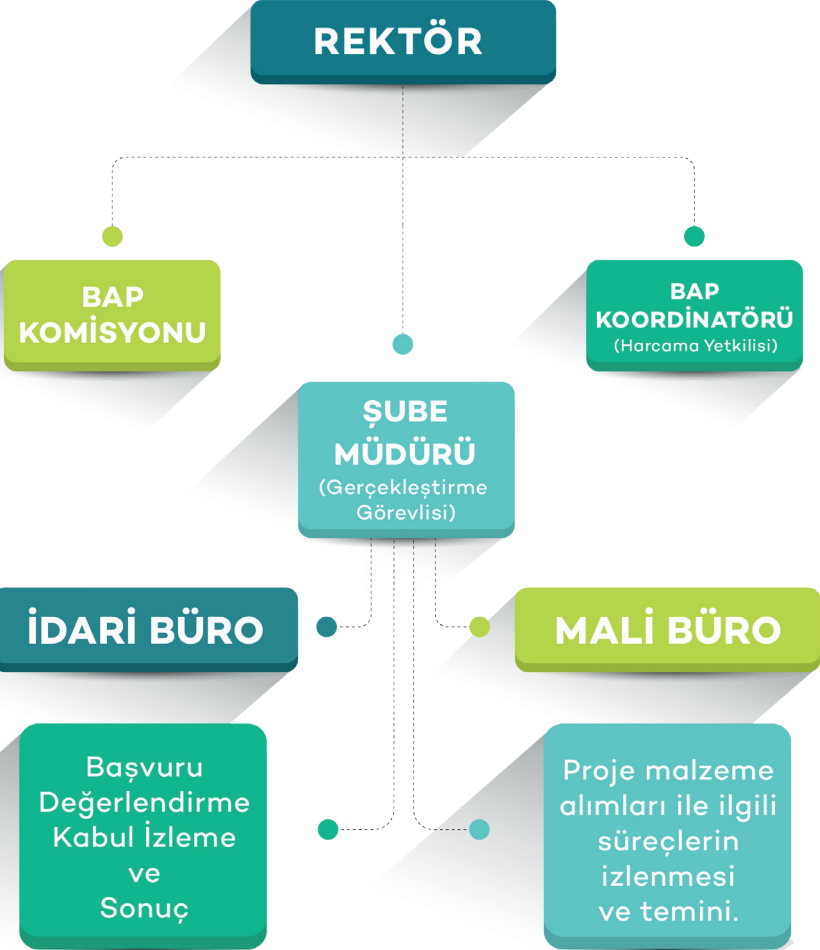 REKTÖR
BAP
KOMİSYONU
BAP
KOORDİNATÖRÜ
(Harcama Yetkilisi)
ŞUBE
MÜDÜRÜ
(Gerçekleştirme
Görevlisi)
İDARİ BÜRO
MALİ BÜRO
Başvuru
Değerlendirme
Kabul İzleme
ve
Sonuç
Proje malzeme
alımları ile ilgili
süreçlerin
izlenmesi
ve temini.